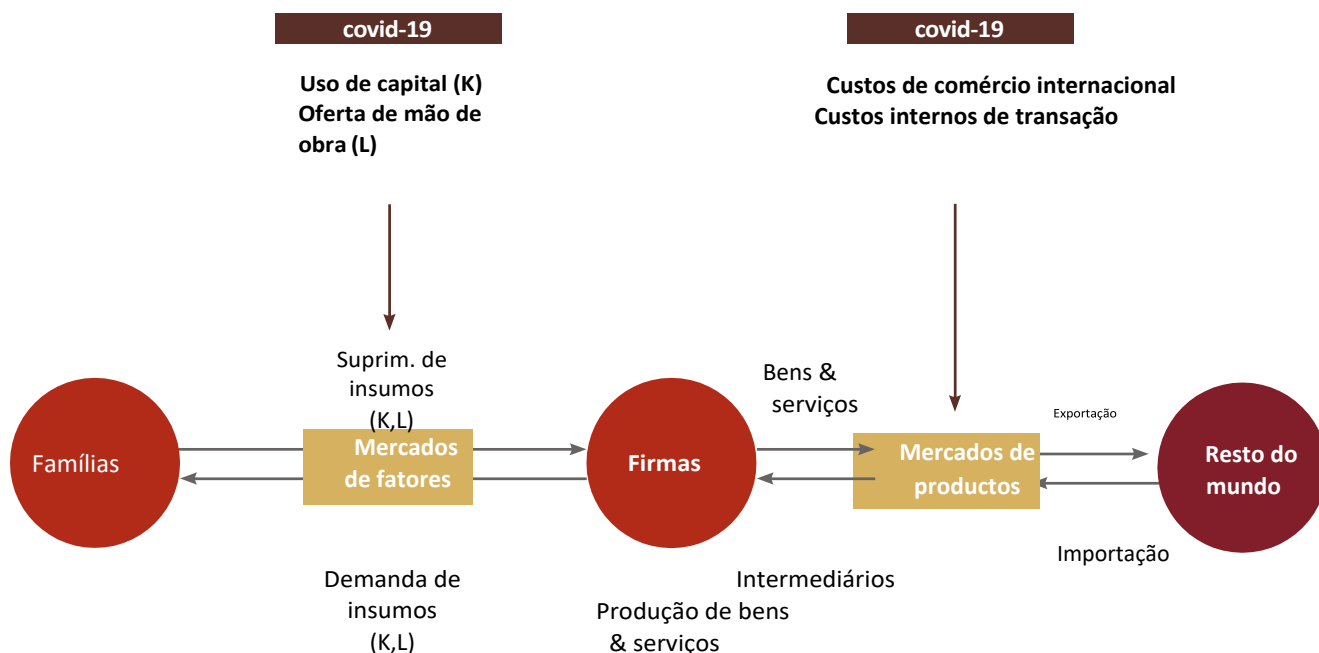 covid-19
covid-19
Uso de capital (K)
Oferta de mão de
obra (L)
Custos de comércio internacional
Custos internos de transação
Suprim. de
insumos
(K,L)
Bens &
serviços
Exportação
Famílias
Mercados
de fatores
Firmas
Mercados de
productos
Resto do
mundo
Importação
Demanda de
insumos
(K,L)
Intermediários
Produção de bens
& serviços